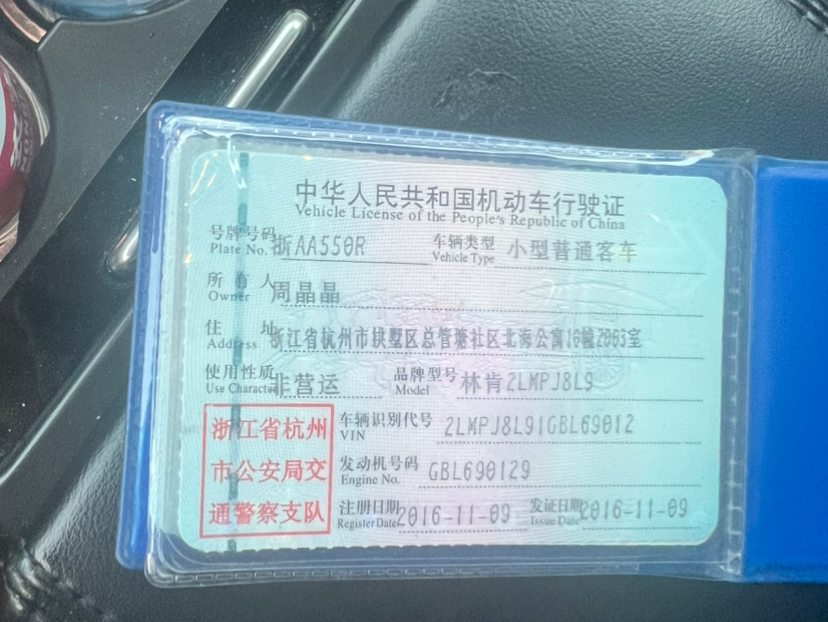 中华人民共和国机动车行驶证
Vehicle License of the People's Republic of China
号牌号码 浙AA550R 车辆类型 小型普通客车
Plate No. Vehicle Type
所有人 周晶晶
Owner
住址 浙江省杭州市拱墅区总管塘社区北海公寓16幢2003室
Address
使用性质 非营运 品牌型号 林肯2LMPJ8L9
Use Character Model
浙江省杭州 车辆识别代号 2LMPJ8L91GBL69012
VIN
市公安局交 发动机号码 GBL690129
Engine No.
通警察支队 注册日期 2016-11-09 发证日期 2016-11-09
Register Date Issue Date